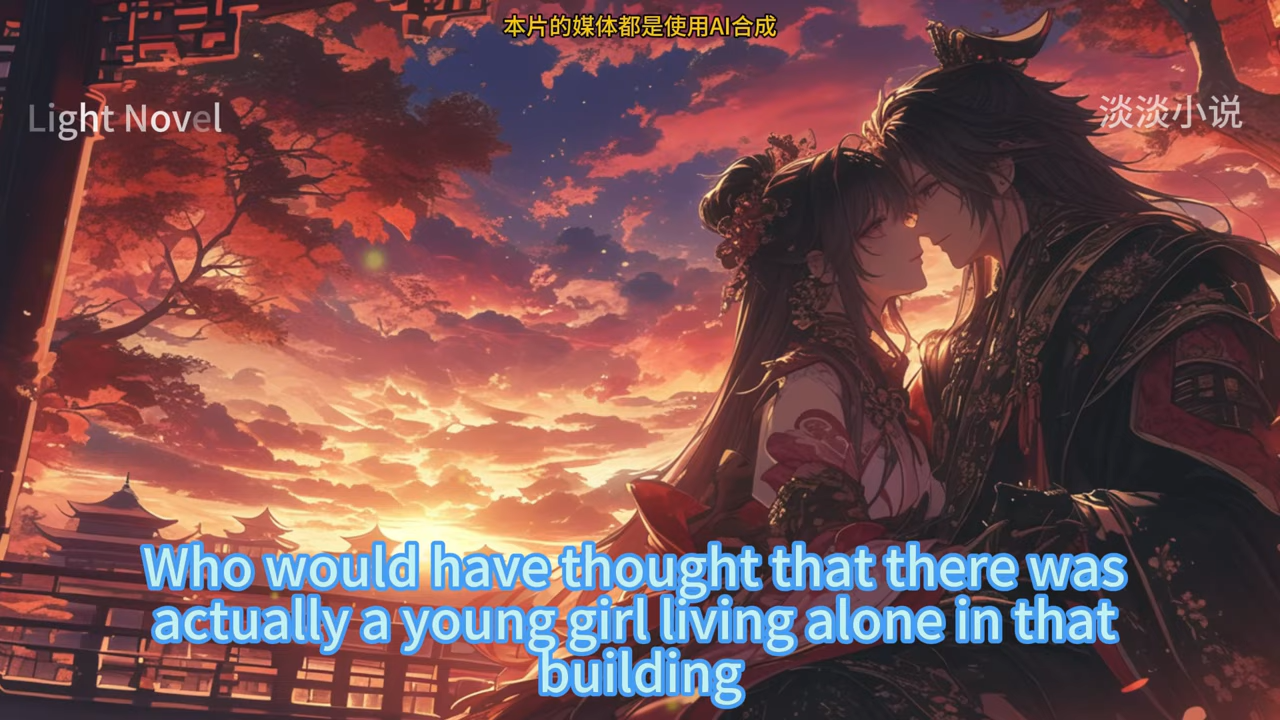 本片的媒体都是使用AI合成
Light Novel
淡淡小说
Who would have thought that there was
actually a young girl living alone in that
building